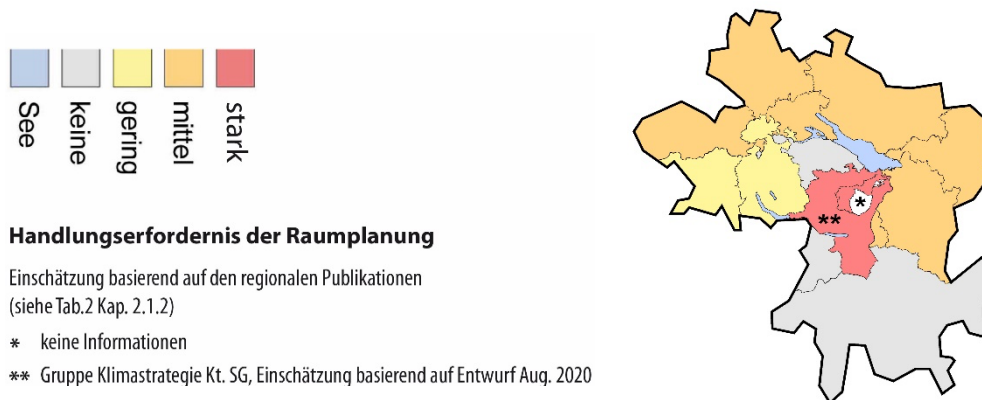 See
keine
gering
mittel
stark
Handlungserfordernis der Raumplanung
Einschätzung basierend auf den regionalen Publikationen
(siehe Tab.2 Kap. 2.1.2)
* keine Informationen
** Gruppe Klimastrategie Kt. SG, Einschätzung basierend auf Entwurf Aug. 2020
*
**